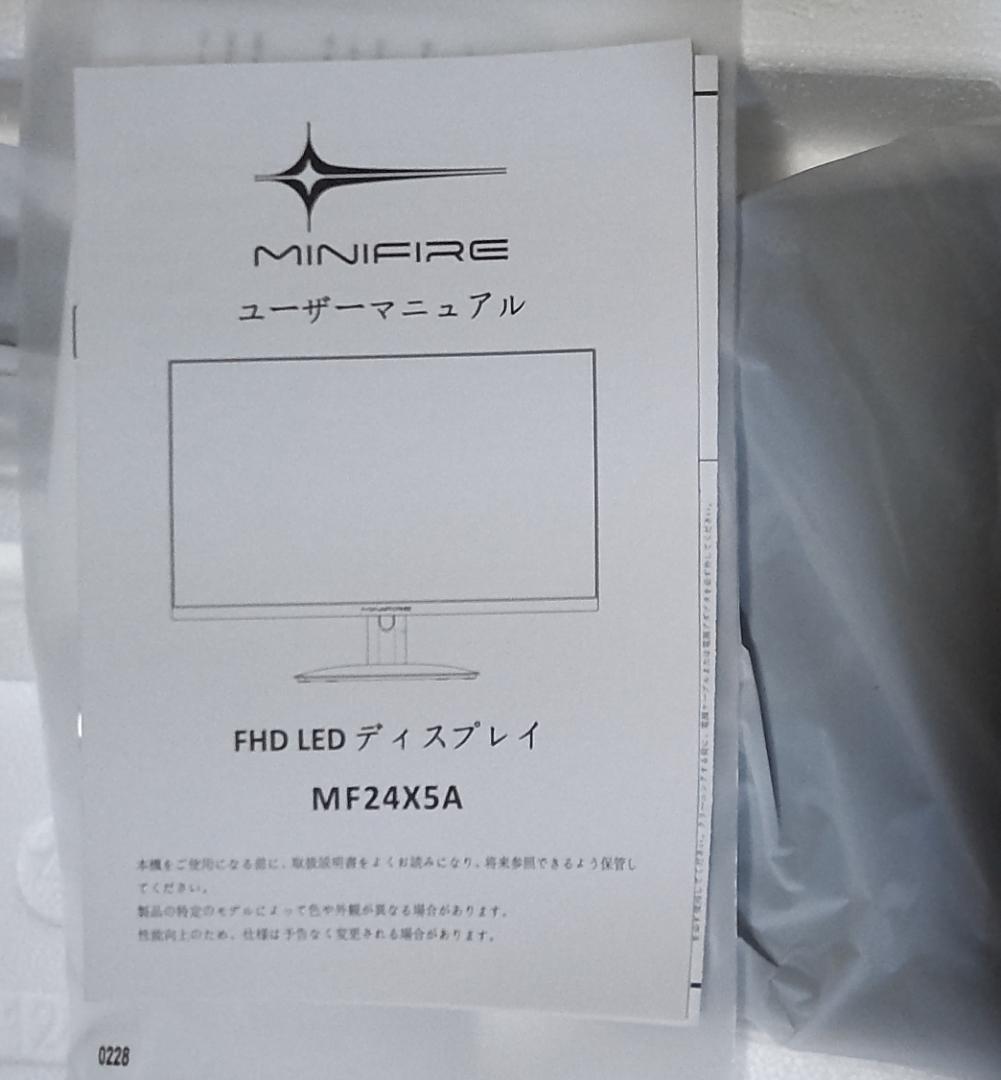 MINIFIRE
ユーザーマニュアル
MINIFIRE
FHD LED ディスプレイ
MF24X5A
本機をご使用になる前に、取扱説明書をよくお読みになり、将来参照できるよう保管し
てください。
製品の特定のモデルによって色や外観が異なる場合があります。
性能向上のため、仕様は予告なく変更される場合があります。
0228